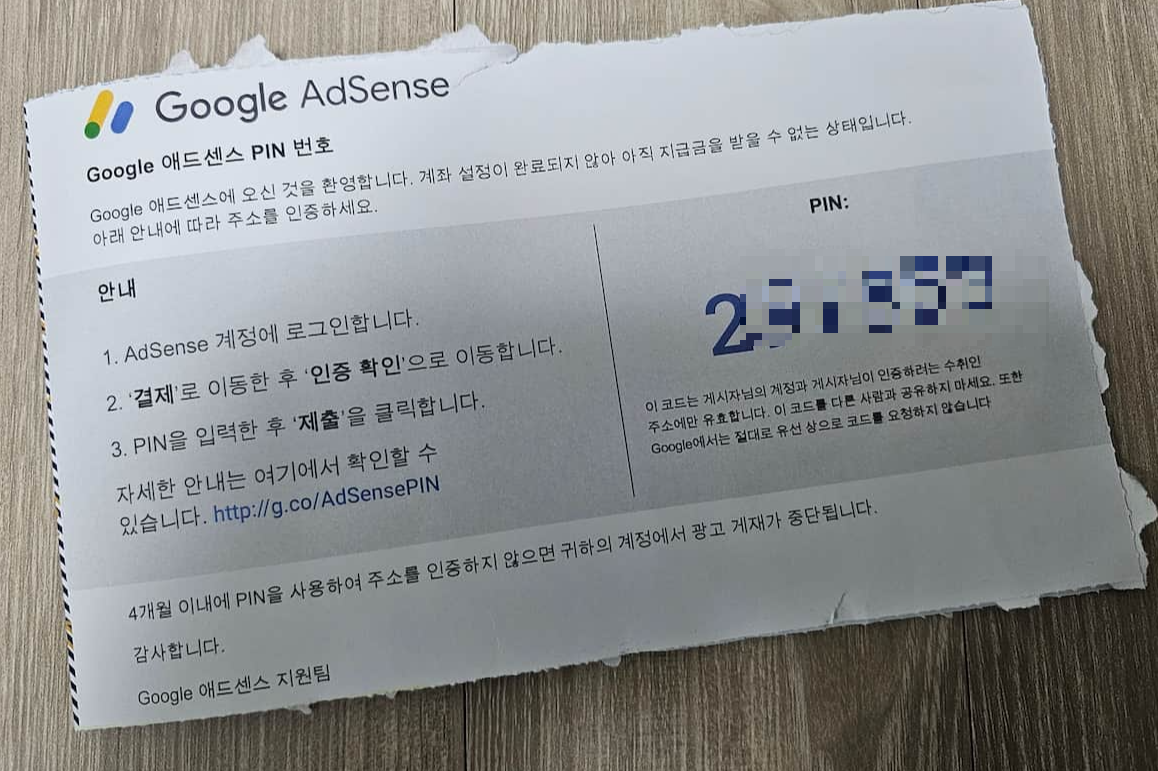 Google AdSense
Google 애드센스 PIN 번호
Google 애드센스에 오신 것을 환영합니다. 계좌 설정이 완료되지 않아 아직 지급금을 받을 수 없는 상태입니다.
아래 안내에 따라 주소를 인증하세요.
안내
1. AdSense 계정에 로그인합니다.
2. '결제'로 이동한 후 '인증 확인'으로 이동합니다.
3. PIN을 입력한 후 '제출'을 클릭합니다.
자세한 안내는 여기에서 확인할 수
있습니다. http://g.co/AdSensePIN
PIN:
이 코드는 게시자님의 계정과 게시자님이 인증하려는 수취인
주소에만 유효합니다. 이 코드를 다른 사람과 공유하지 마세요. 또한
Google에서는 절대로 유선 상으로 코드를 요청하지 않습니다
4개월 이내에 PIN을 사용하여 주소를 인증하지 않으면 귀하의 계정에서 광고 게재가 중단됩니다.
감사합니다.
Google 애드센스 지원팀